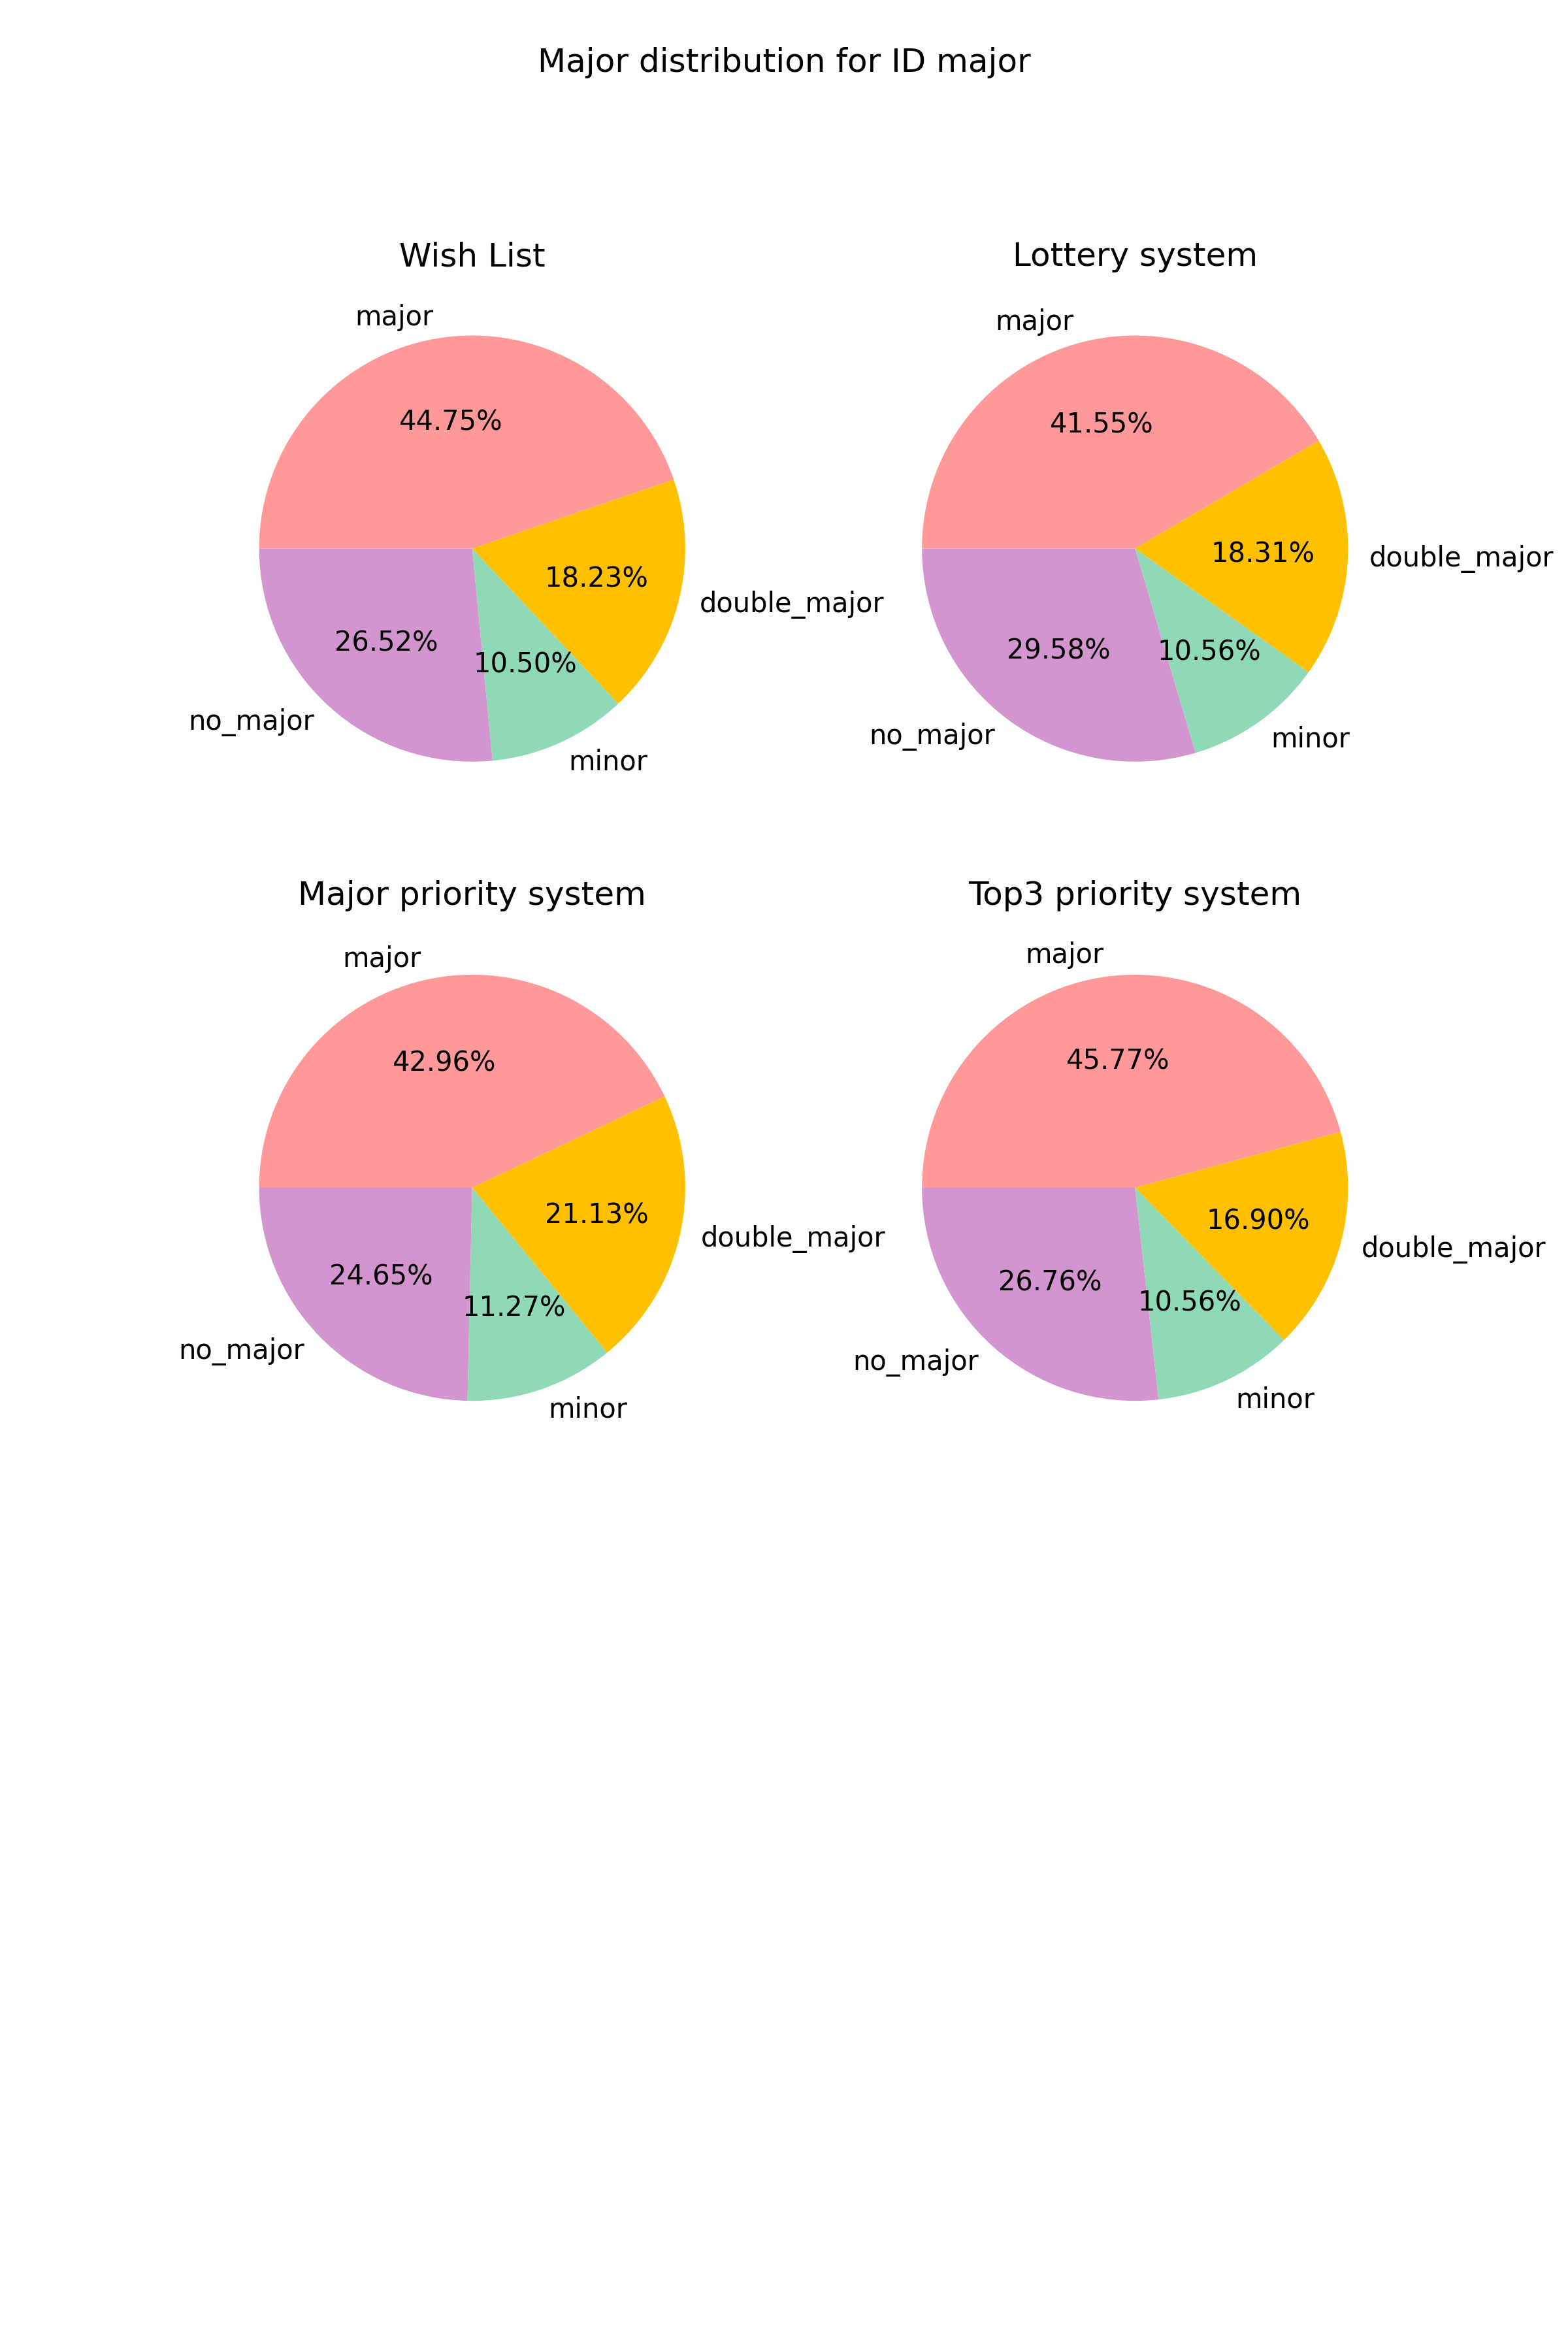 Major distribution for ID major
Wish List
major
44.75%
18.23%
double_major
26.52%
10.50%
no_major
minor
Lottery system
major
41.55%
18.31%
double_major
29.58%
10.56%
no_major
minor
Major priority system
major
42.96%
21.13%
double_major
24.65%
11.27%
no_major
minor
Top3 priority system
major
45.77%
16.90%
double_major
26.76%
10.56%
no_major
minor